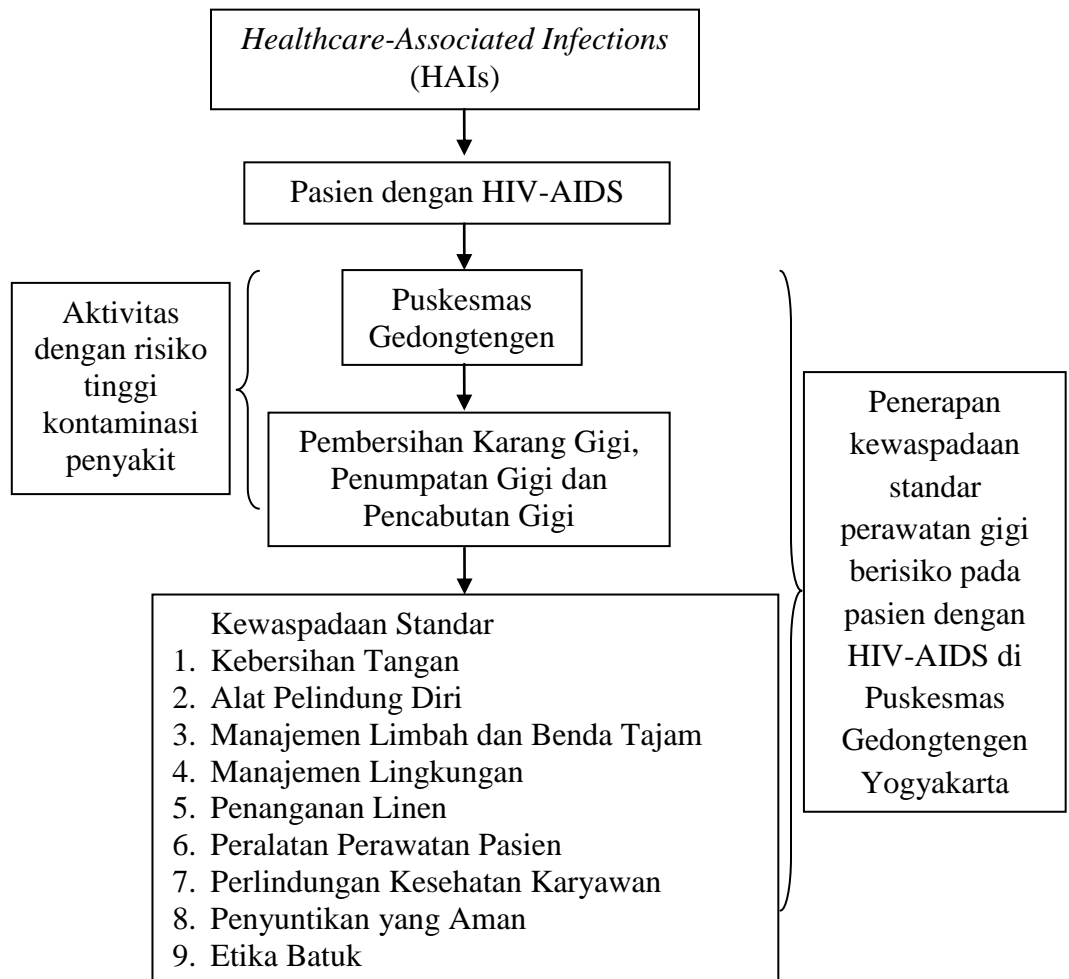 Healthcare-Associated Infections
(HAIs)
Pasien dengan HIV-AIDS
Puskesmas
Gedongtengen
Aktivitas
dengan risiko
tinggi
kontaminasi
penyakit
Pembersihan Karang Gigi,
Penumpatan Gigi dan
Pencabutan Gigi
Penerapan
kewaspadaan
standar
perawatan gigi
berisiko pada
pasien dengan
HIV-AIDS di
Puskesmas
Gedongtengen
Yogyakarta
Kewaspadaan Standar
1. Kebersihan Tangan
2. Alat Pelindung Diri
3. Manajemen Limbah dan Benda Tajam
4. Manajemen Lingkungan
5. Penanganan Linen
6. Peralatan Perawatan Pasien
7. Perlindungan Kesehatan Karyawan
8. Penyuntikan yang Aman
9. Etika Batuk